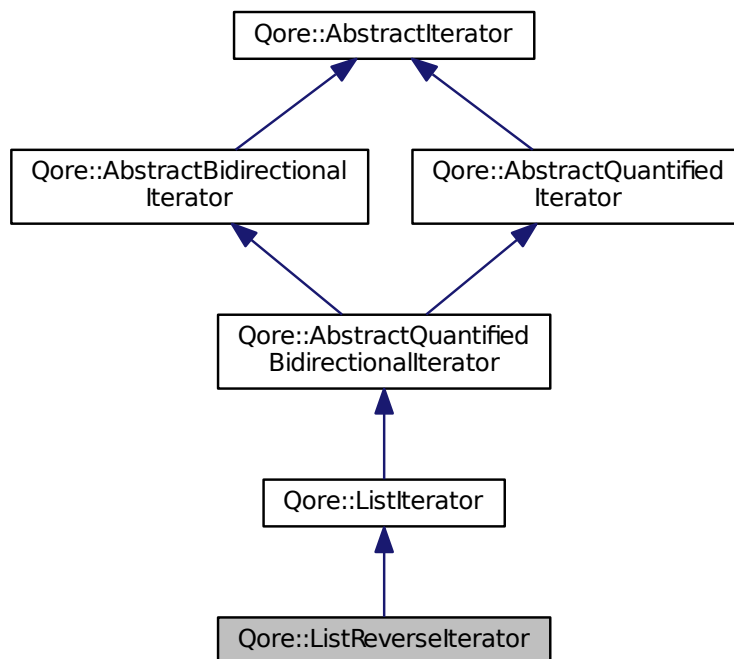 Qore::AbstractIterator
Qore::AbstractBidirectional
Iterator
Qore::AbstractQuantified
Iterator
Qore::AbstractQuantified
BidirectionalIterator
Qore::ListIterator
Qore::ListReverseIterator